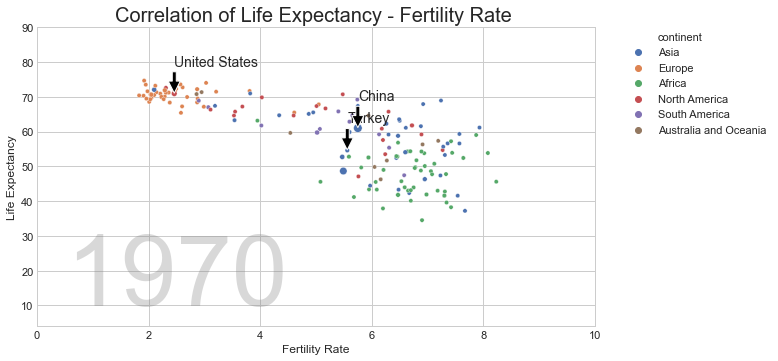 Correlation of Life Expectancy - Fertility Rate
90
80
70
60
50
40
30
20
10
Life Expectancy
United States
China
Turkey
1970
0
2
4
6
8
10
Fertility Rate
continent
Asia
Europe
Africa
North America
South America
Australia and Oceania